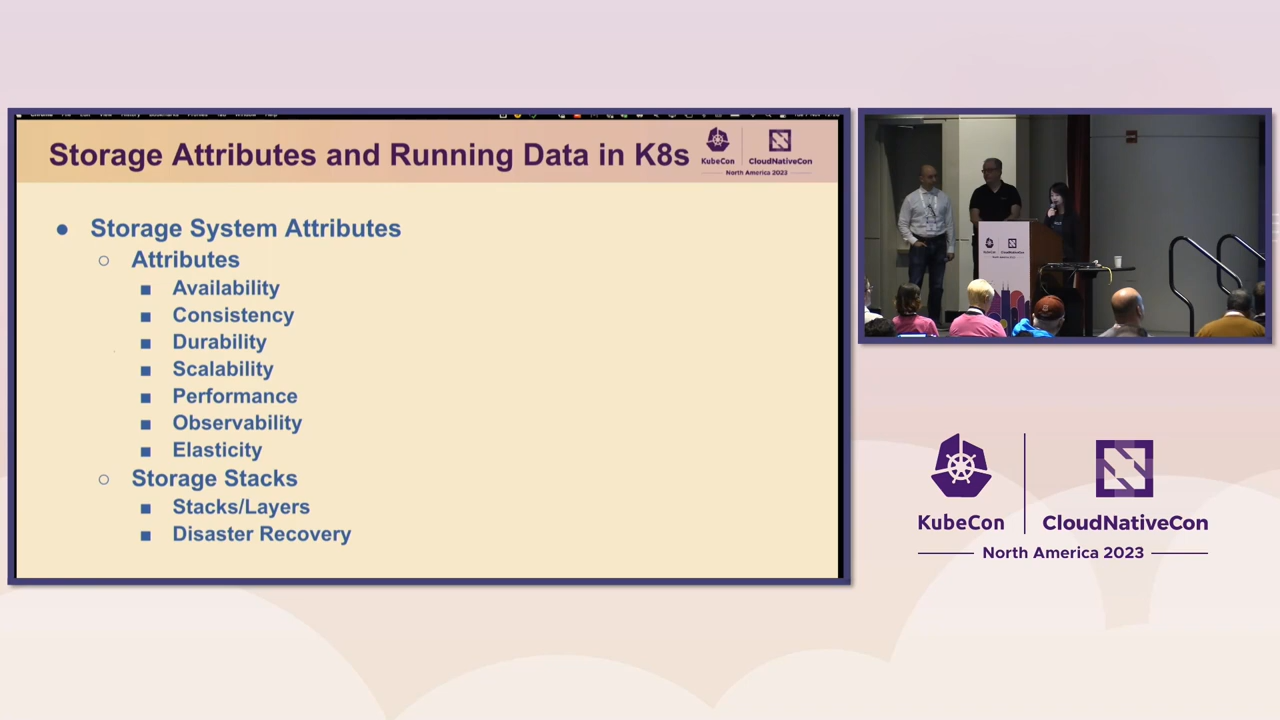 Storage Attributes and Running Data in K8s
KubeCon
CloudNativeCon
North America 2023
Storage System Attributes
Attributes
Availability
Consistency
Durability
Scalability
Performance
Observability
Elasticity
Storage Stacks
Stacks/Layers
Disaster Recovery
KubeCon
CloudNativeCon
North America 2023